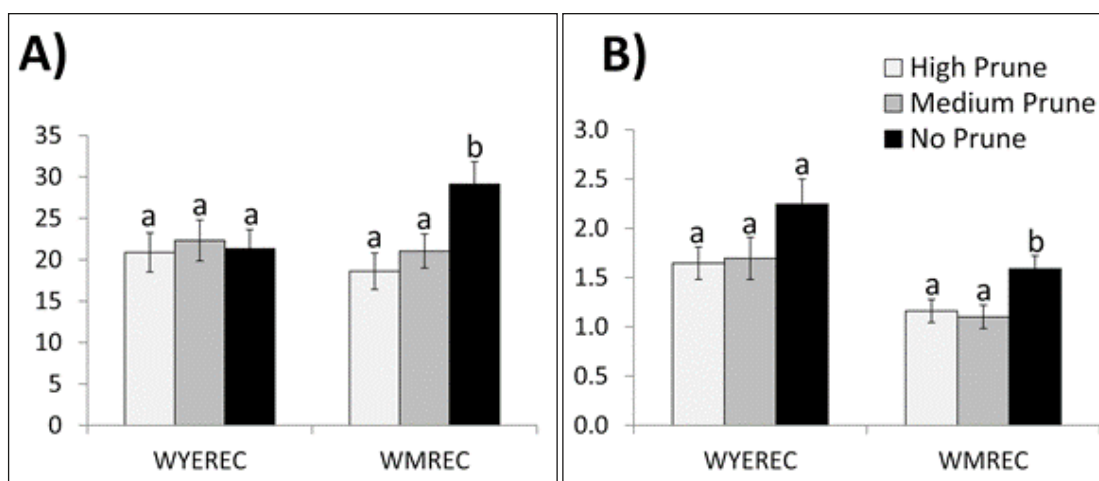 A)
35
30
25
20
15
10
5
0
a
a
a
a
a
b
WYEREC
WMREC
B)
High Prune
Medium Prune
No Prune
3.0
2.5
2.0
1.5
1.0
0.5
0.0
a
a
a
a
a
b
WYEREC
WMREC